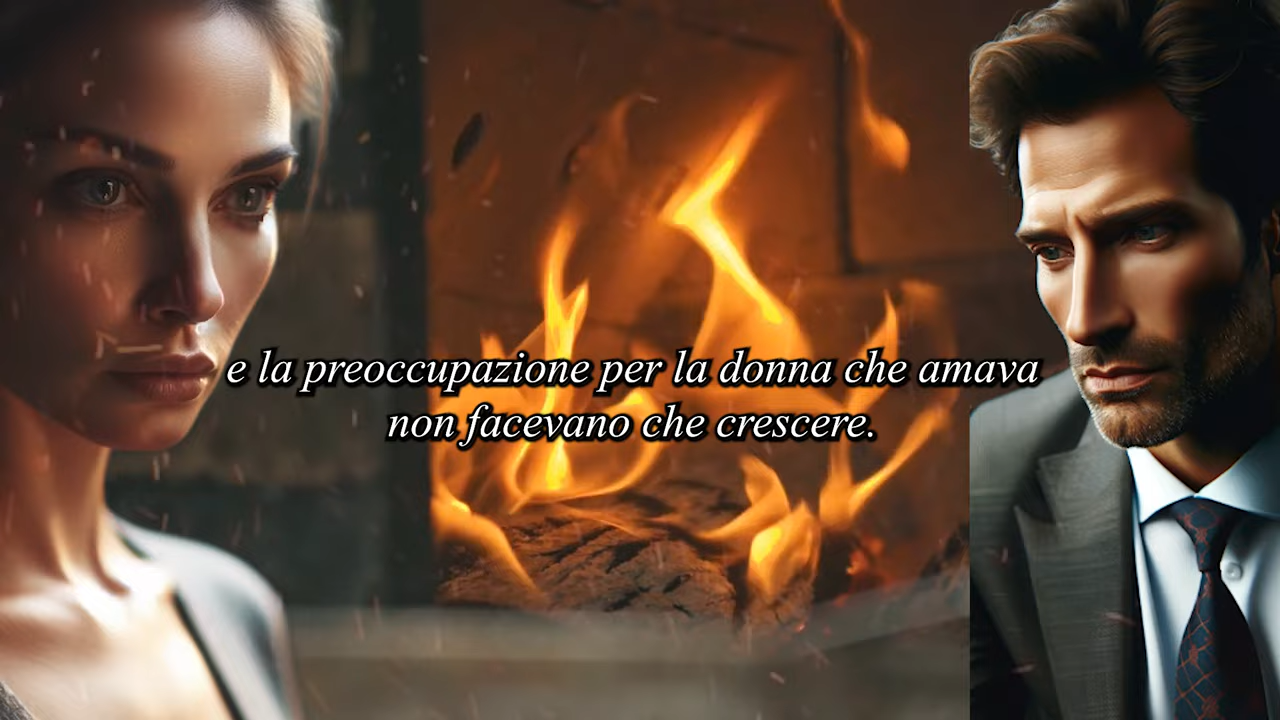 e la preoccupazione per la donna che amava
non facevano che crescere.